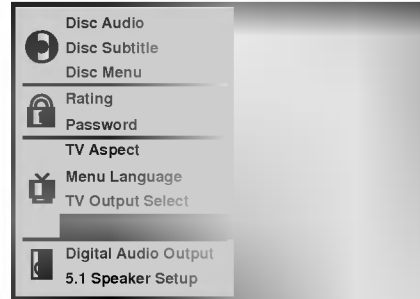 Disc Audio
Disc Subtitle
Disc Menu
Rating
Password
TV Aspect
Menu Language
TV Output Select
Digital Audio Output
5.1 Speaker Setup